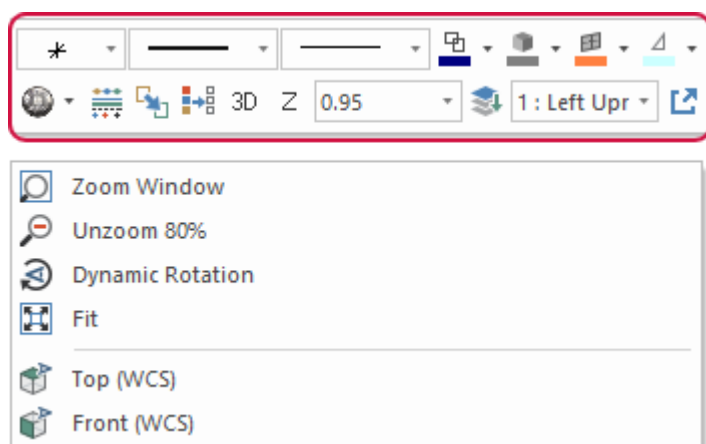 3D Z 0.95 1 : Left Upr
Zoom Window
Unzoom 80%
Dynamic Rotation
Fit
Top (WCS)
Front (WCS)